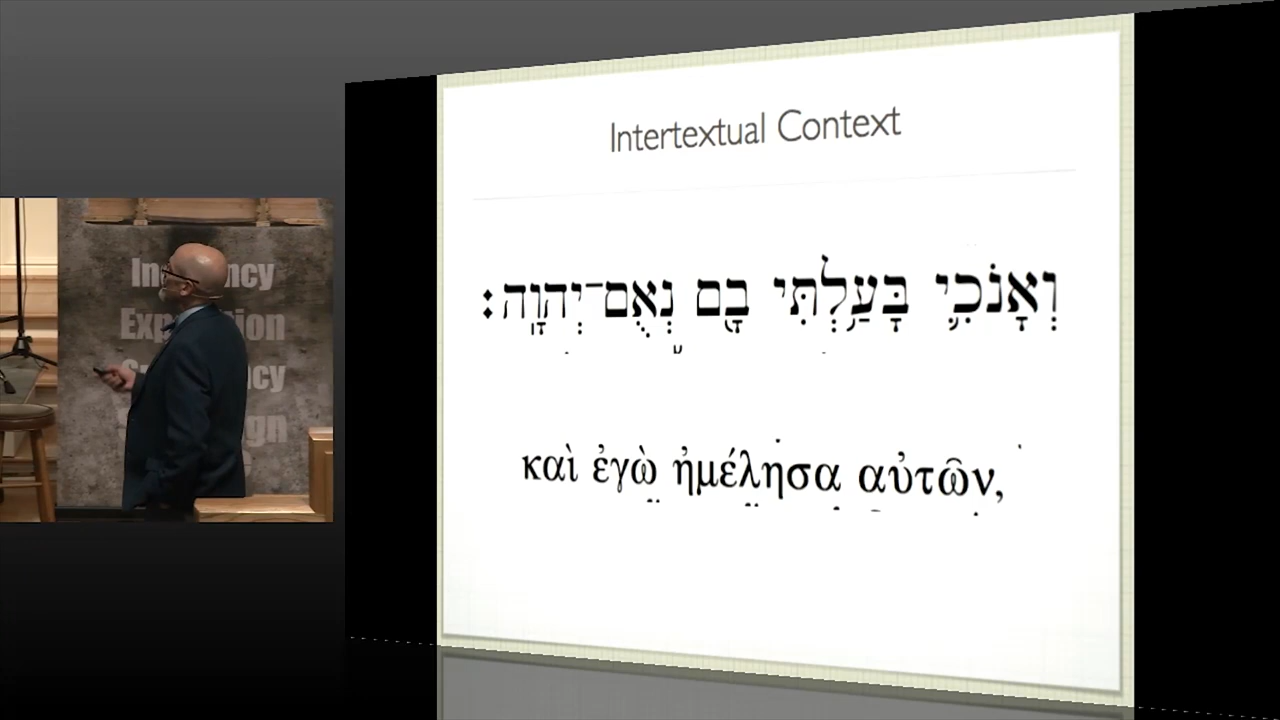 Intertextual Context
וְאָנֹכִ֛י בָּעַ֥לְתִּי בָ֖ם נְאֻם־יְהוָֽה׃
καὶ ἐγὼ ἠμέλησα αὐτῶν,